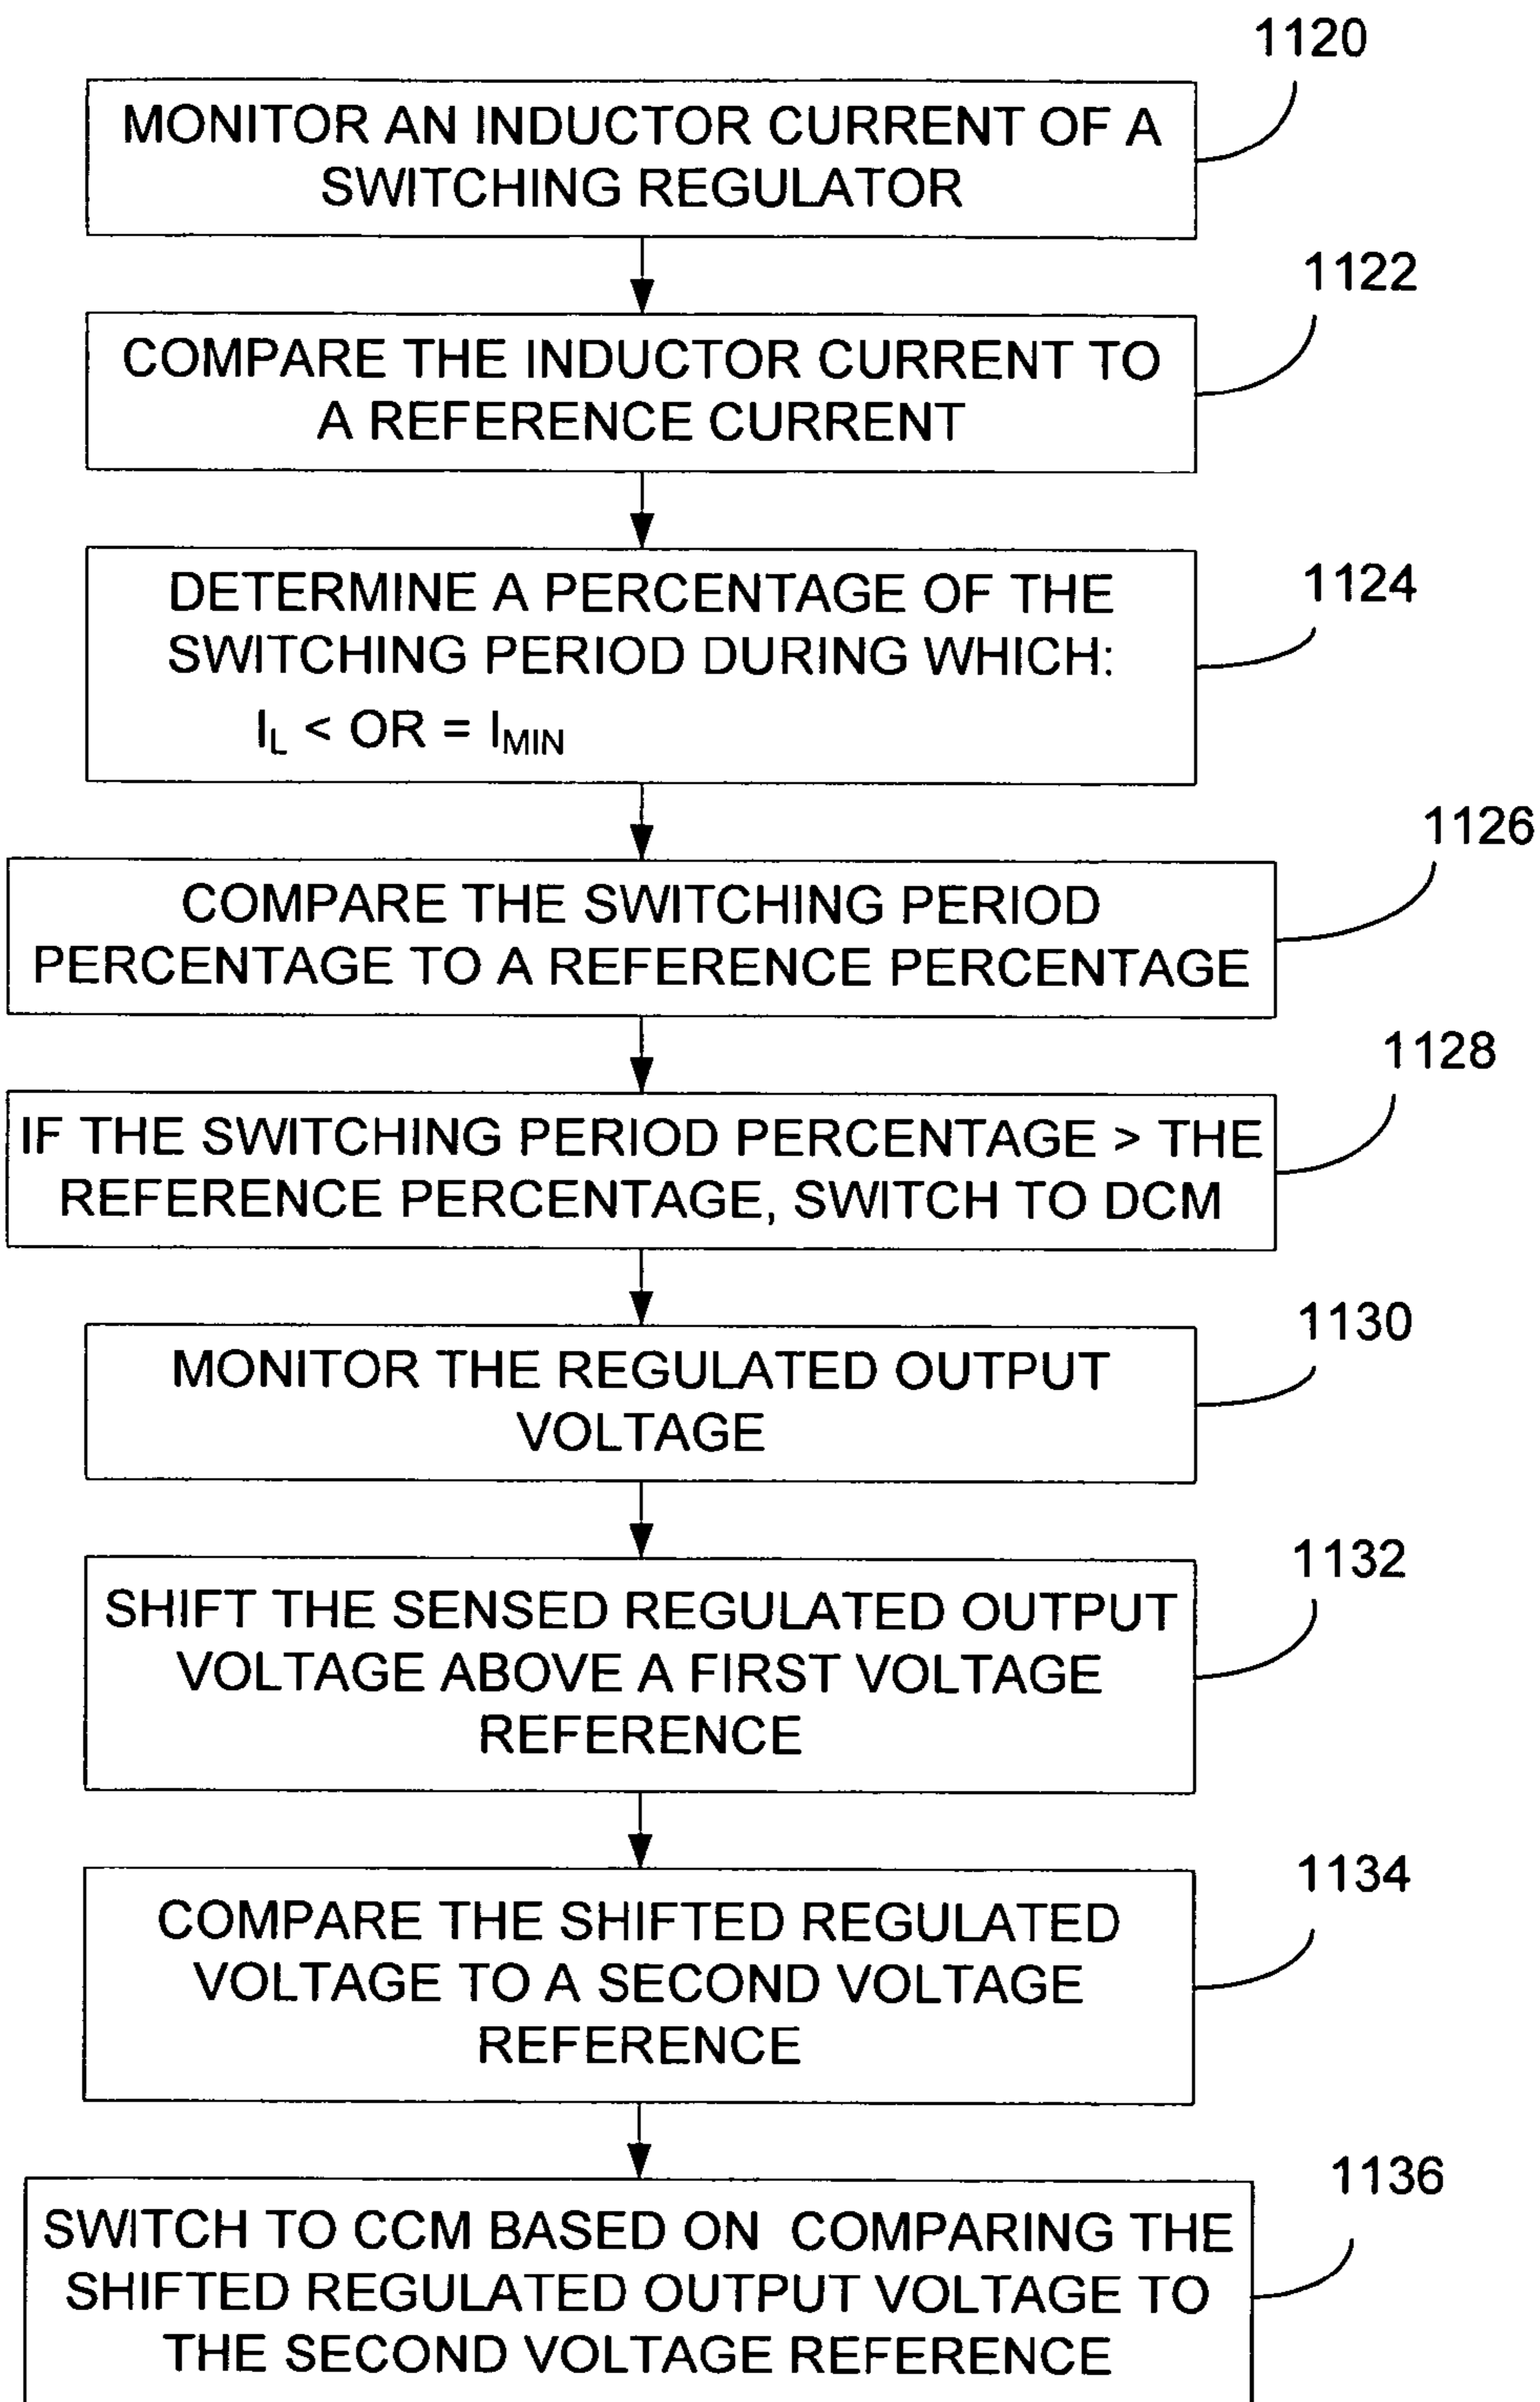 1120
MONITOR AN INDUCTOR CURRENT OF A
SWITCHING REGULATOR
1122
COMPARE THE INDUCTOR CURRENT TO
A REFERENCE CURRENT
1124
DETERMINE A PERCENTAGE OF THE
SWITCHING PERIOD DURING WHICH:
I_L < OR = I_MIN
1126
COMPARE THE SWITCHING PERIOD
PERCENTAGE TO A REFERENCE PERCENTAGE
1128
IF THE SWITCHING PERIOD PERCENTAGE > THE
REFERENCE PERCENTAGE, SWITCH TO DCM
1130
MONITOR THE REGULATED OUTPUT
VOLTAGE
1132
SHIFT THE SENSED REGULATED OUTPUT
VOLTAGE ABOVE A FIRST VOLTAGE
REFERENCE
1134
COMPARE THE SHIFTED REGULATED
VOLTAGE TO A SECOND VOLTAGE
REFERENCE
1136
SWITCH TO CCM BASED ON COMPARING THE
SHIFTED REGULATED OUTPUT VOLTAGE TO
THE SECOND VOLTAGE REFERENCE